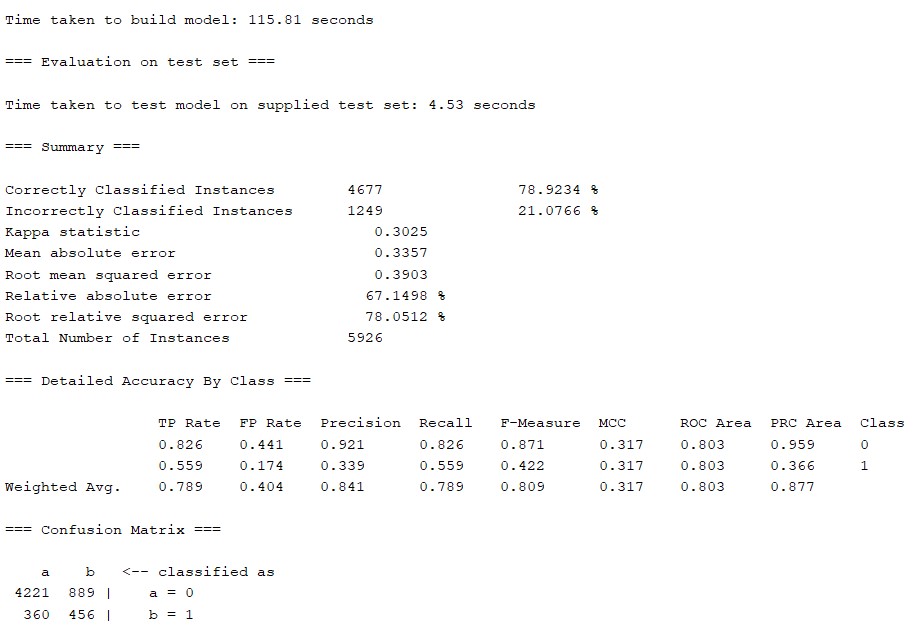 Time taken to build model: 115.81 seconds
=== Evaluation on test set ===
Time taken to test model on supplied test set: 4.53 seconds
=== Summary ===
Correctly Classified Instances        4677               78.9234 %
Incorrectly Classified Instances      1249               21.0766 %
Kappa statistic                          0.3025
Mean absolute error                      0.3357
Root mean squared error                  0.3903
Relative absolute error                 67.1498 %
Root relative squared error             78.0512 %
Total Number of Instances             5926
=== Detailed Accuracy By Class ===
                 TP Rate  FP Rate  Precision  Recall   F-Measure  MCC      ROC Area  PRC Area  Class
                 0.826    0.441    0.921      0.826    0.871      0.317    0.803     0.959     0
                 0.559    0.174    0.339      0.559    0.422      0.317    0.803     0.366     1
Weighted Avg.    0.789    0.404    0.841      0.789    0.809      0.317    0.803     0.877
=== Confusion Matrix ===
    a    b   <-- classified as
 4221  889 |    a = 0
  360  456 |    b = 1